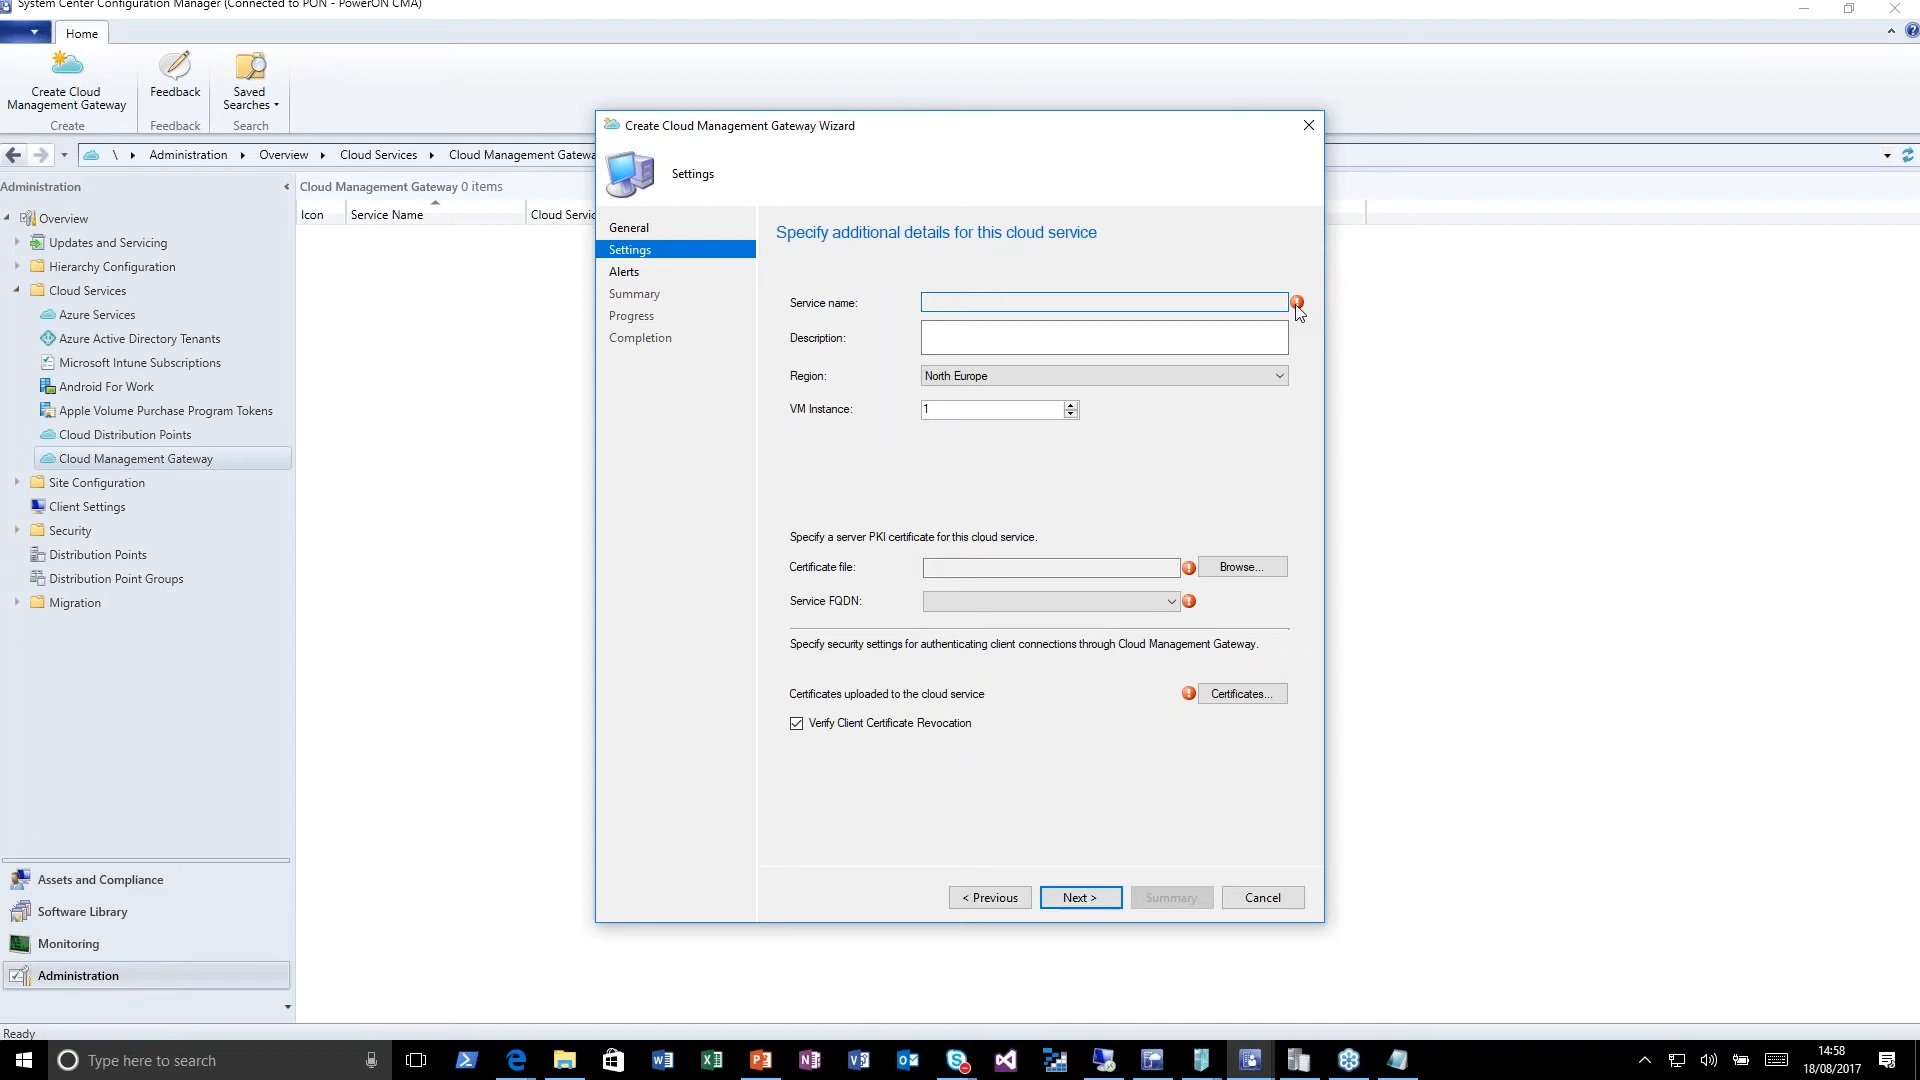 System Center Configuration Manager (Connected to PON - PowerON CMA)
Home
Create Cloud Management Gateway
Feedback
Saved Searches
Create
Feedback
Search
\ Administration Overview Cloud Services Cloud Management Gatewa
Administration
Overview
Updates and Servicing
Hierarchy Configuration
Cloud Services
Azure Services
Azure Active Directory Tenants
Microsoft Intune Subscriptions
Android For Work
Apple Volume Purchase Program Tokens
Cloud Distribution Points
Cloud Management Gateway
Site Configuration
Client Settings
Security
Distribution Points
Distribution Point Groups
Migration
Assets and Compliance
Software Library
Monitoring
Administration
Ready
Cloud Management Gateway 0 items
Icon Service Name Cloud Servic
Create Cloud Management Gateway Wizard
Settings
General
Settings
Alerts
Summary
Progress
Completion
Specify additional details for this cloud service
Service name:
Description:
Region: North Europe
VM Instance: 1
Specify a server PKI certificate for this cloud service.
Certificate file: Browse...
Service FQDN:
Specify security settings for authenticating client connections through Cloud Management Gateway.
Certificates uploaded to the cloud service Certificates...
Verify Client Certificate Revocation
< Previous Next > Summary Cancel
Type here to search
14:58
18/08/2017